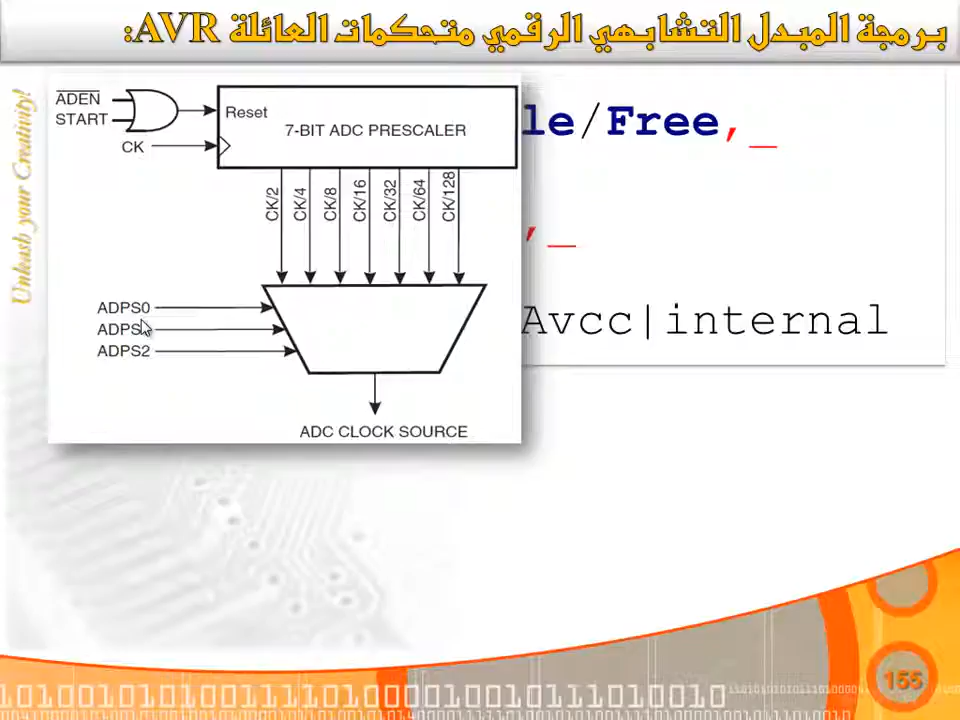 برمجة المبدل التشابهي الرقمي متحكمات العائلة AVR:
Unleash your Creativity!
ADEN
START
CK
Reset
7-BIT ADC PRESCALER
CK/2
CK/4
CK/8
CK/16
CK/32
CK/64
CK/128
ADPS0
ADPS
ADPS2
ADC CLOCK SOURCE
le/Free,_
,_
Avcc|internal
155